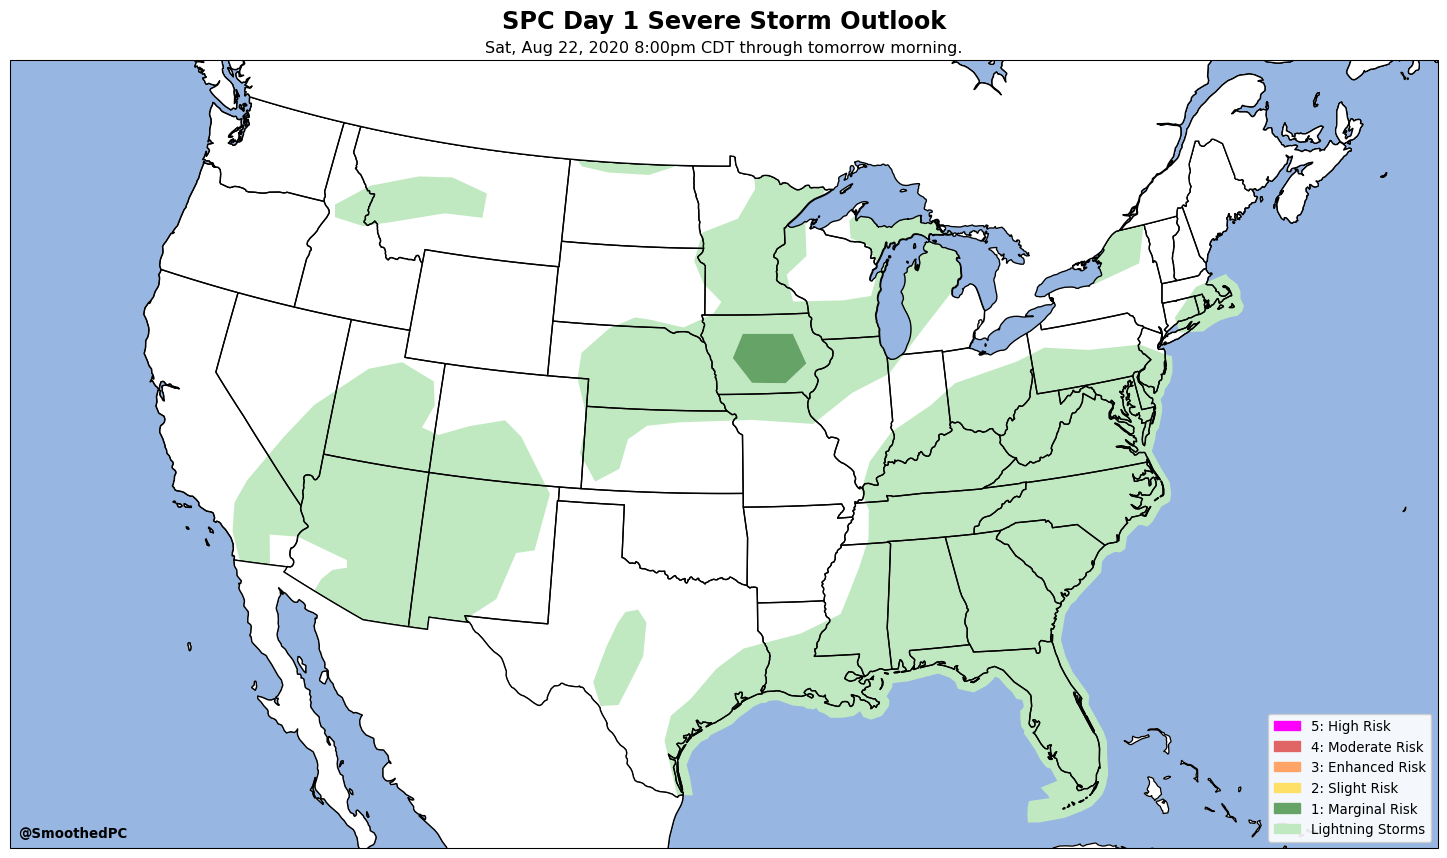 SPC Day 1 Severe Storm Outlook
Sat, Aug 22, 2020 8:00pm CDT through tomorrow morning.
5: High Risk
4: Moderate Risk
3: Enhanced Risk
2: Slight Risk
1: Marginal Risk
Lightning Storms
@SmoothedPC